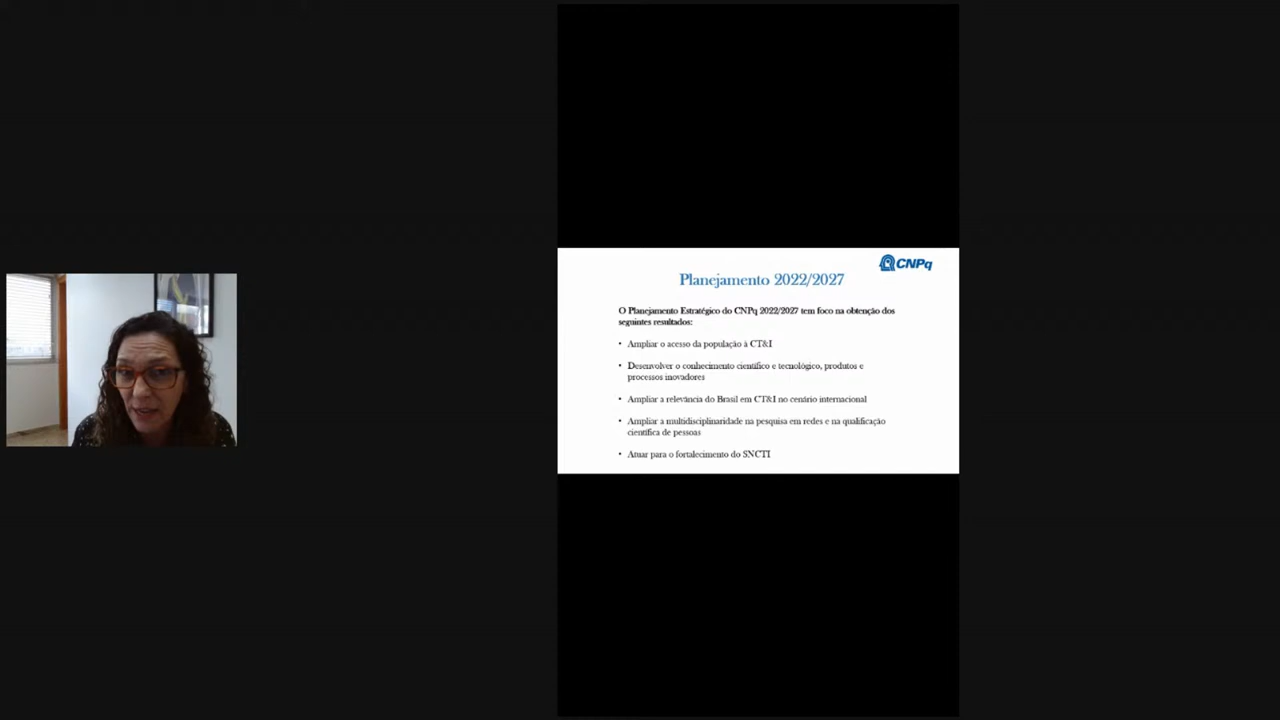 CNPq
Planejamento 2022/2027
O Planejamento Estratégico do CNPq 2022/2027 tem foco na obtenção dos
seguintes resultados:
• Ampliar o acesso da população à CT&I
• Desenvolver o conhecimento científico e tecnológico, produtos e
processos inovadores
• Ampliar a relevância do Brasil em CT&I no cenário internacional
• Ampliar a multidisciplinaridade na pesquisa em redes e na qualificação
científica de pessoas
• Atuar para o fortalecimento do SNCTI